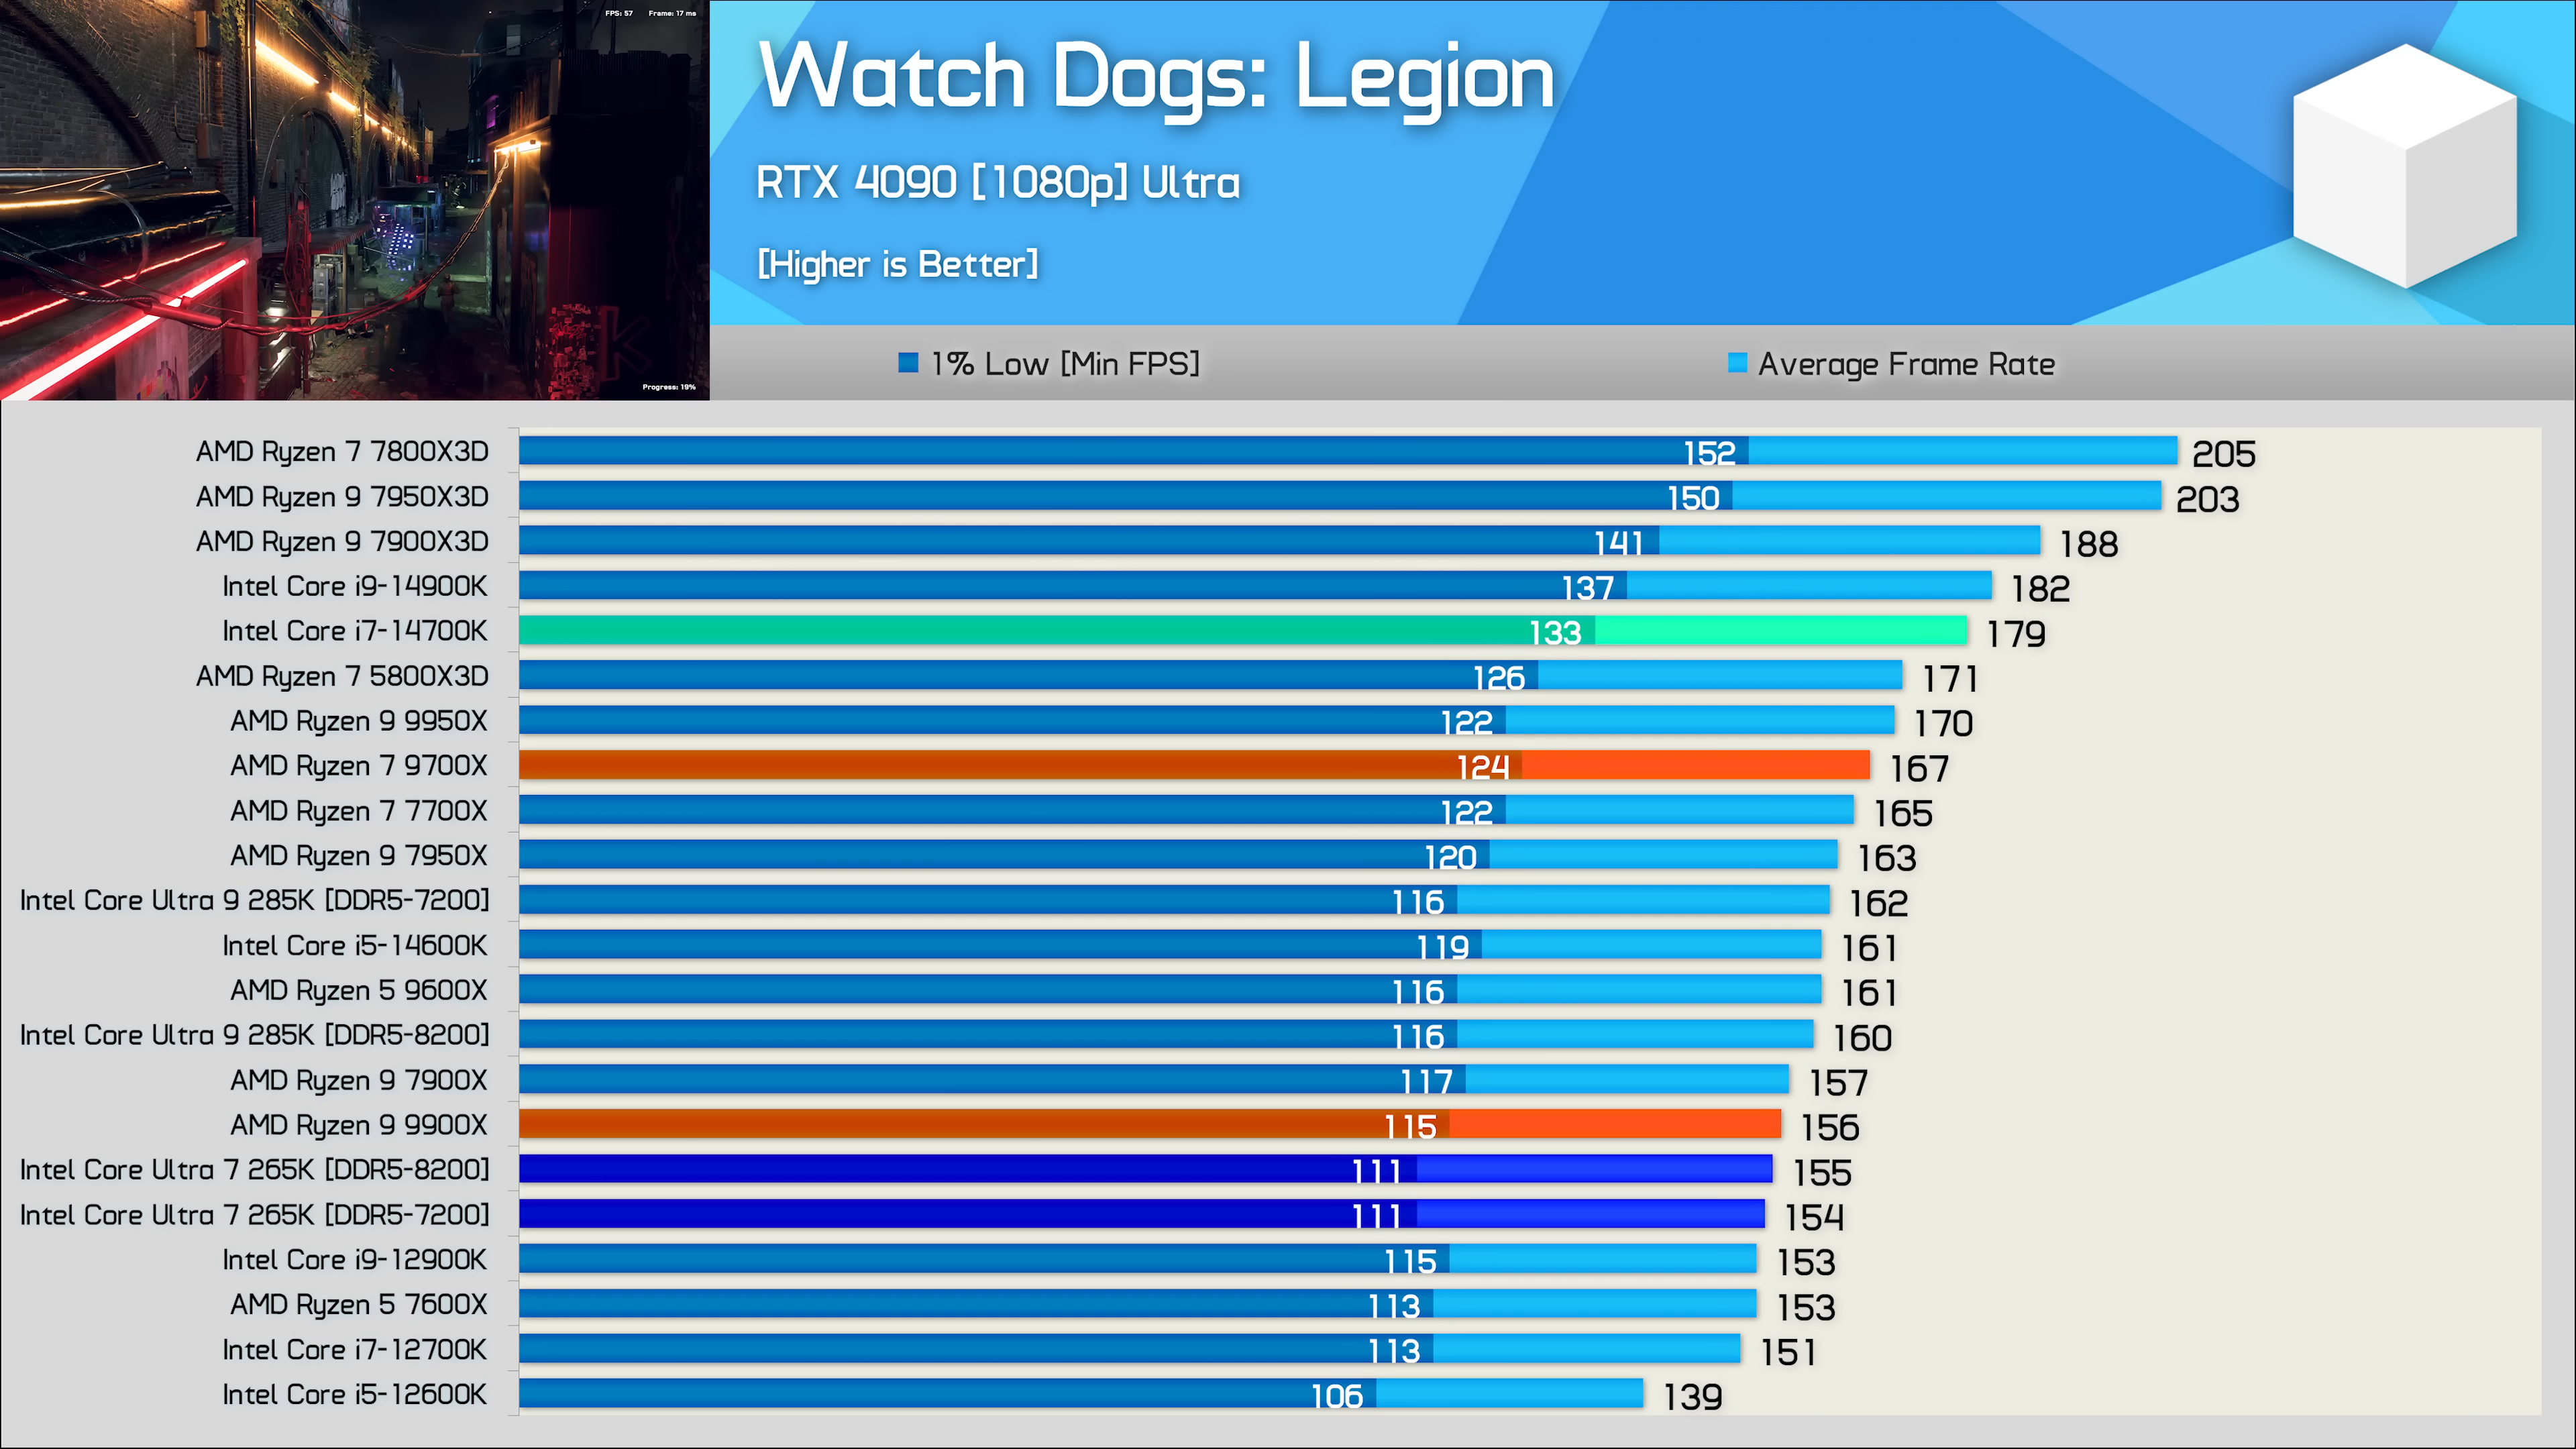 FPS: 57 Frame: 17 ms
Watch Dogs: Legion
RTX 4090 [1080p] Ultra
[Higher is Better]
1% Low [Min FPS] Average Frame Rate
Progress: 19%
K
AMD Ryzen 7 7800X3D 152 205
AMD Ryzen 9 7950X3D 150 203
AMD Ryzen 9 7900X3D 141 188
Intel Core i9-14900K 137 182
Intel Core i7-14700K 133 179
AMD Ryzen 7 5800X3D 126 171
AMD Ryzen 9 9950X 122 170
AMD Ryzen 7 9700X 124 167
AMD Ryzen 7 7700X 122 165
AMD Ryzen 9 7950X 120 163
Intel Core Ultra 9 285K [DDR5-7200] 116 162
Intel Core i5-14600K 119 161
AMD Ryzen 5 9600X 116 161
Intel Core Ultra 9 285K [DDR5-8200] 116 160
AMD Ryzen 9 7900X 117 157
AMD Ryzen 9 9900X 115 156
Intel Core Ultra 7 265K [DDR5-8200] 111 155
Intel Core Ultra 7 265K [DDR5-7200] 111 154
Intel Core i9-12900K 115 153
AMD Ryzen 5 7600X 113 153
Intel Core i7-12700K 113 151
Intel Core i5-12600K 106 139